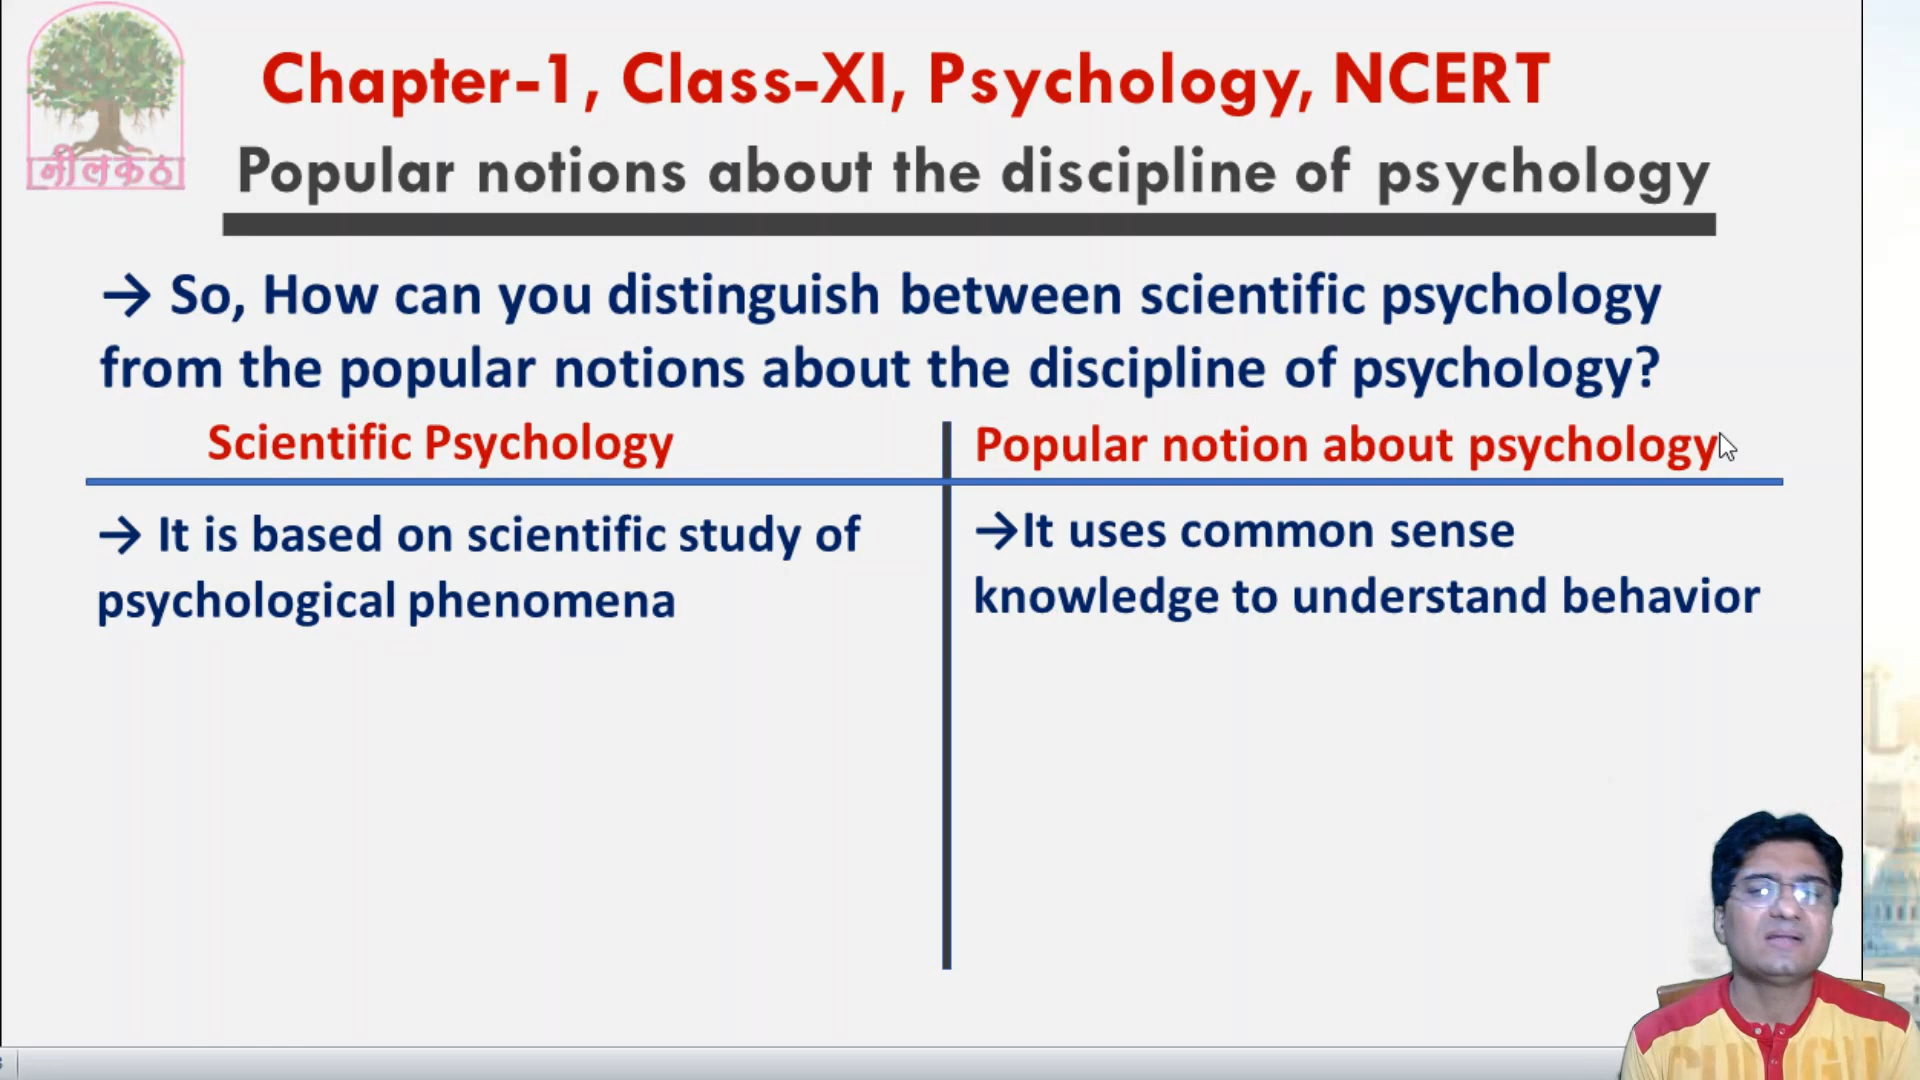 नीलकंठ
Chapter-1, Class-XI, Psychology, NCERT
Popular notions about the discipline of psychology
→ So, How can you distinguish between scientific psychology
from the popular notions about the discipline of psychology?
Scientific Psychology
Popular notion about psychology
→ It is based on scientific study of
psychological phenomena
→It uses common sense
knowledge to understand behavior